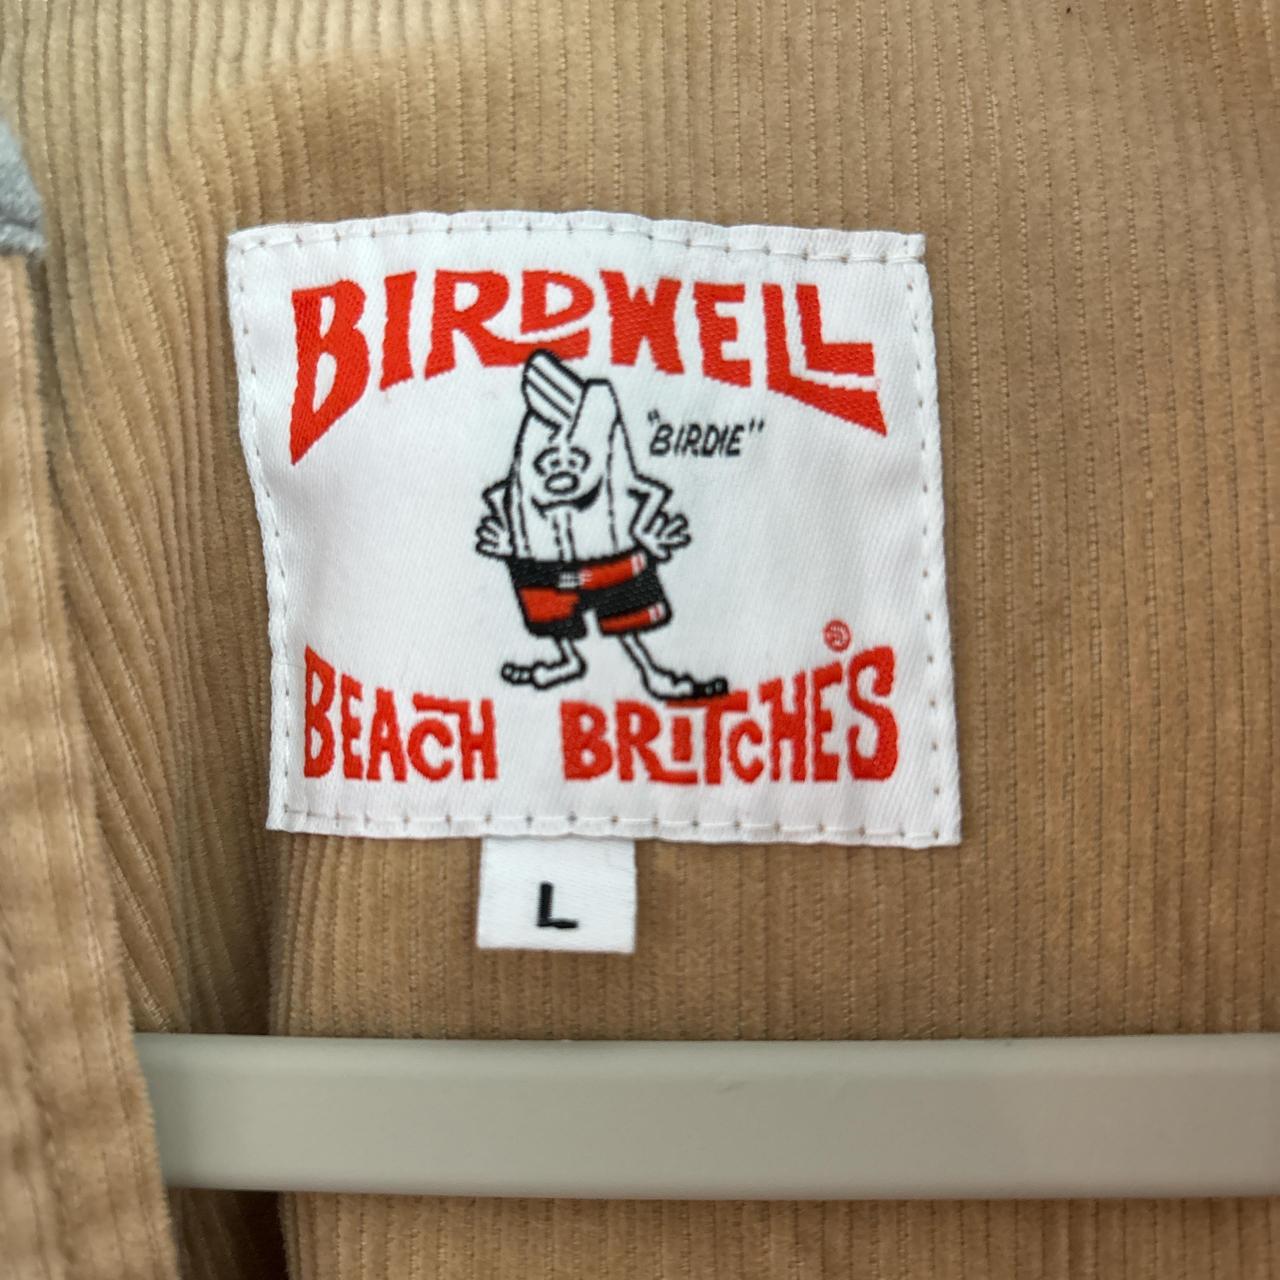 BIRDWELL
"BIRDIE"
BEACH BRITCHES ®
L